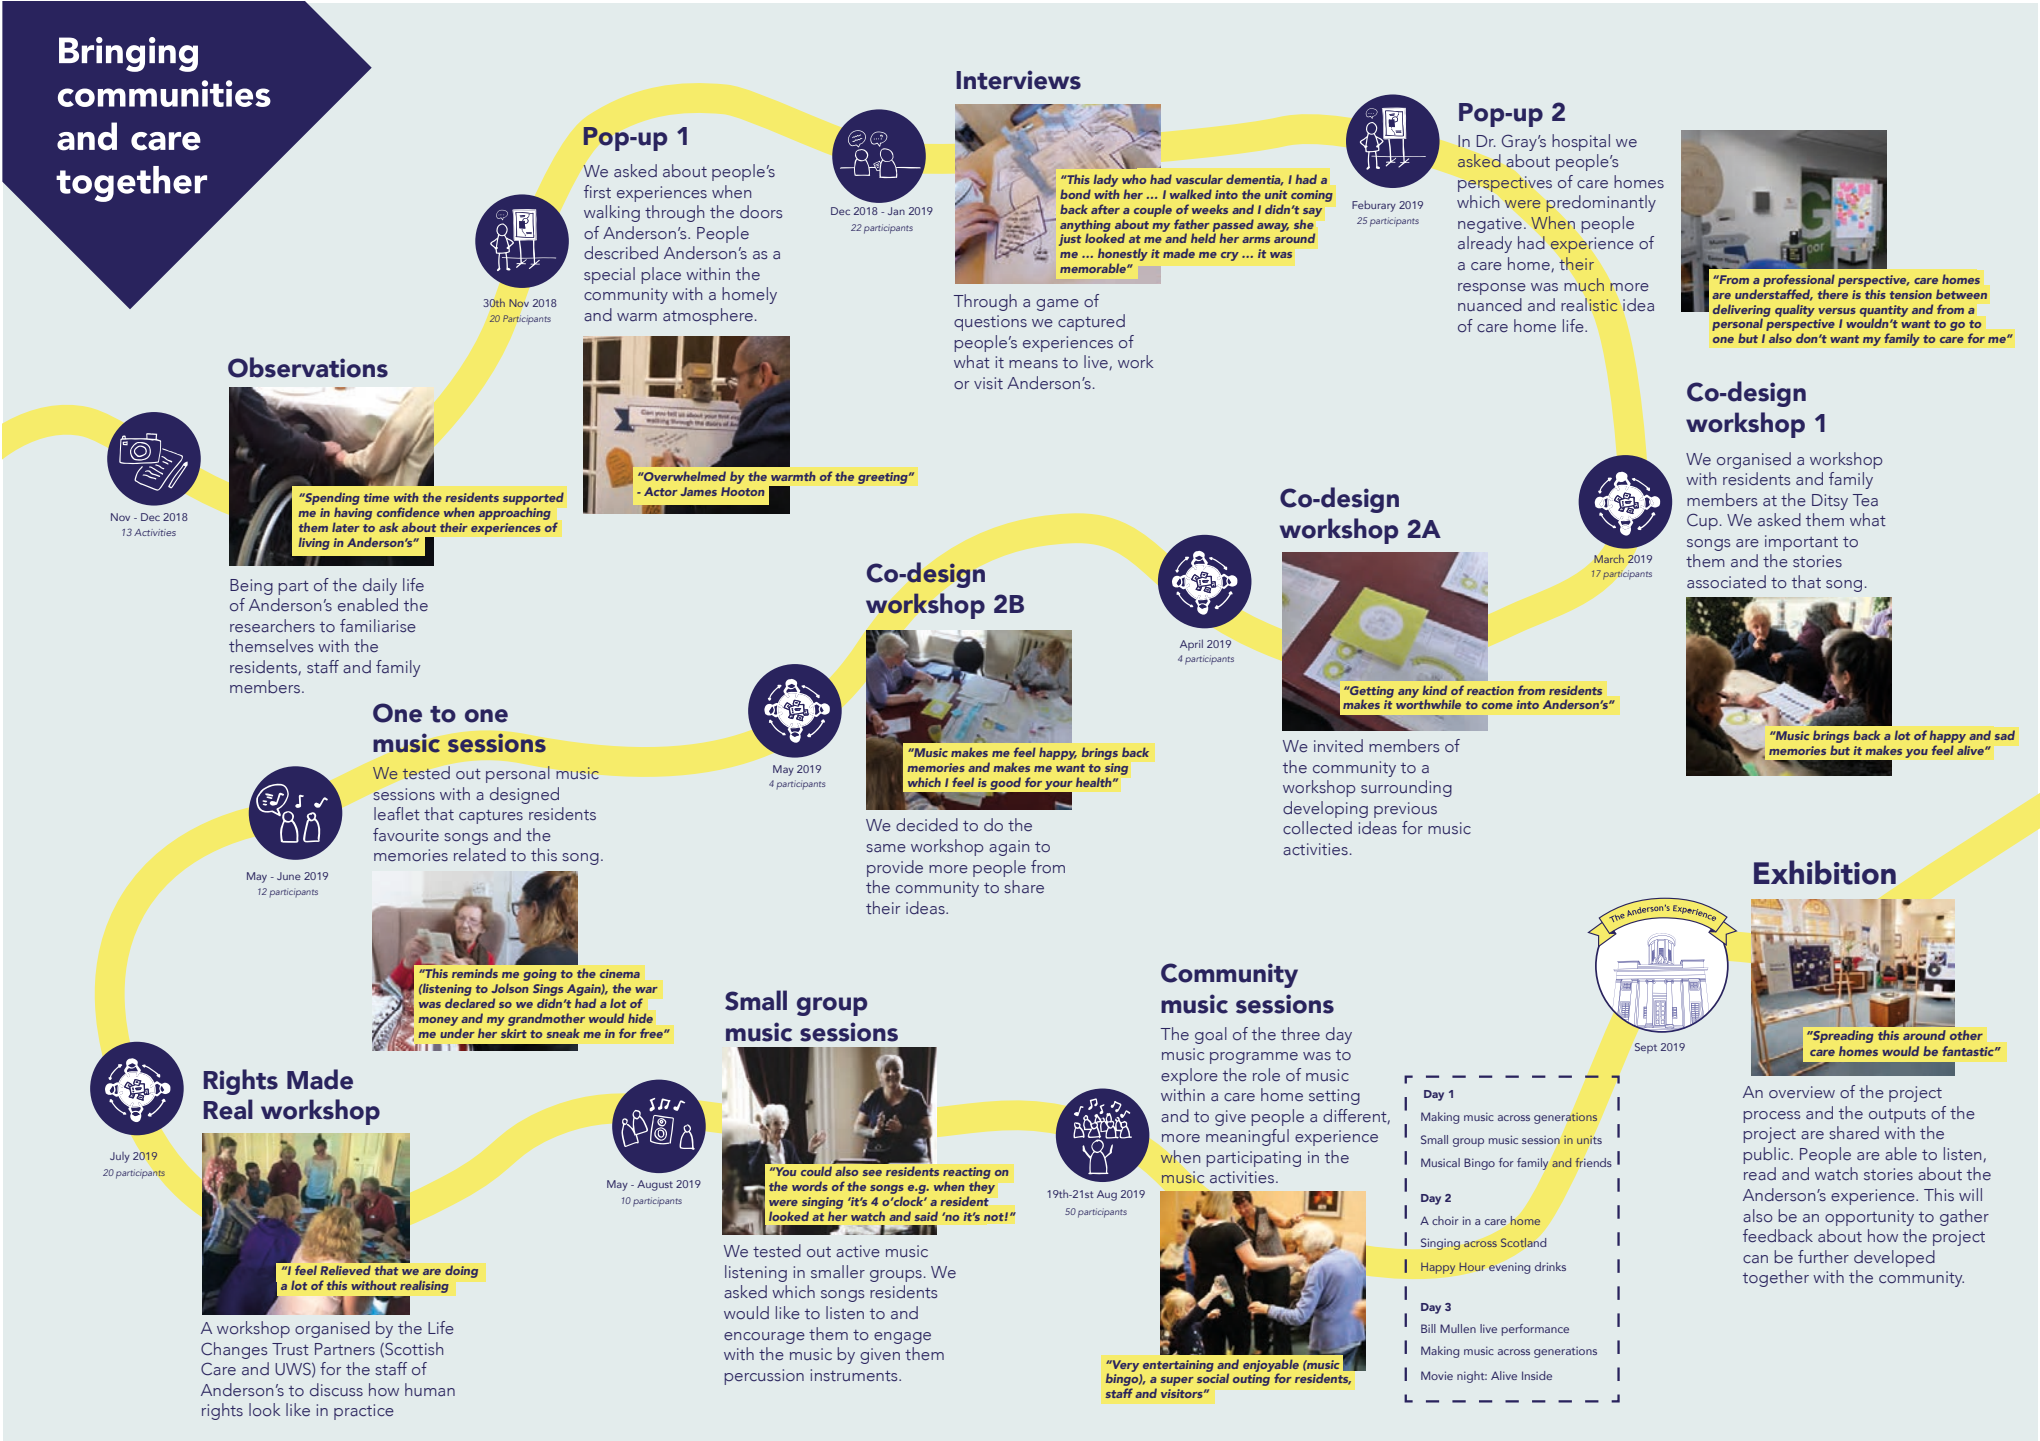 Bringing
communities
and care
together
Observations
Nov - Dec 2018
13 Activities
"Spending time with the residents supported
me in having confidence when approaching
them later to ask about their experiences of
living in Anderson's"
Being part of the daily life
of Anderson's enabled the
researchers to familiarise
themselves with the
residents, staff and family
members.
Pop-up 1
30th Nov 2018
20 Participants
We asked about people's
first experiences when
walking through the doors
of Anderson's. People
described Anderson's as a
special place within the
community with a homely
and warm atmosphere.
Can you tell us about your first
walking through the doors of
"Overwhelmed by the warmth of the greeting"
- Actor James Hooton
Interviews
Dec 2018 - Jan 2019
22 participants
"This lady who had vascular dementia, I had a
bond with her ... I walked into the unit coming
back after a couple of weeks and I didn't say
anything about my father passed away, she
just looked at me and held her arms around
me ... honestly it made me cry ... it was
memorable"
Through a game of
questions we captured
people's experiences of
what it means to live, work
or visit Anderson's.
Pop-up 2
Feburary 2019
25 participants
In Dr. Gray's hospital we
asked about people's
perspectives of care homes
which were predominantly
negative. When people
already had experience of
a care home, their
response was much more
nuanced and realistic idea
of care home life.
"From a professional perspective, care homes
are understaffed, there is this tension between
delivering quality versus quantity and from a
personal perspective I wouldn't want to go to
one but I also don't want my family to care for me"
Co-design
workshop 1
March 2019
17 participants
We organised a workshop
with residents and family
members at the Ditsy Tea
Cup. We asked them what
songs are important to
them and the stories
associated to that song.
"Music brings back a lot of happy and sad
memories but it makes you feel alive"
Co-design
workshop 2A
April 2019
4 participants
"Getting any kind of reaction from residents
makes it worthwhile to come into Anderson's"
We invited members of
the community to a
workshop surrounding
developing previous
collected ideas for music
activities.
Co-design
workshop 2B
May 2019
4 participants
"Music makes me feel happy, brings back
memories and makes me want to sing
which I feel is good for your health"
We decided to do the
same workshop again to
provide more people from
the community to share
their ideas.
One to one
music sessions
May - June 2019
12 participants
We tested out personal music
sessions with a designed
leaflet that captures residents
favourite songs and the
memories related to this song.
"This reminds me going to the cinema
(listening to Jolson Sings Again), the war
was declared so we didn't had a lot of
money and my grandmother would hide
me under her skirt to sneak me in for free"
Rights Made
Real workshop
July 2019
20 participants
"I feel Relieved that we are doing
a lot of this without realising
A workshop organised by the Life
Changes Trust Partners (Scottish
Care and UWS) for the staff of
Anderson's to discuss how human
rights look like in practice
Small group
music sessions
May - August 2019
10 participants
"You could also see residents reacting on
the words of the songs e.g. when they
were singing 'it's 4 o'clock' a resident
looked at her watch and said 'no it's not!"
We tested out active music
listening in smaller groups. We
asked which songs residents
would like to listen to and
encourage them to engage
with the music by given them
percussion instruments.
Community
music sessions
19th-21st Aug 2019
50 participants
The goal of the three day
music programme was to
explore the role of music
within a care home setting
and to give people a different,
more meaningful experience
when participating in the
music activities.
"Very entertaining and enjoyable (music
bingo), a super social outing for residents,
staff and visitors"
Day 1
Making music across generations
Small group music session in units
Musical Bingo for family and friends
Day 2
A choir in a care home
Singing across Scotland
Happy Hour evening drinks
Day 3
Bill Mullen live performance
Making music across generations
Movie night: Alive Inside
Exhibition
The Anderson's Experience
Sept 2019
"Spreading this around other
care homes would be fantastic"
An overview of the project
process and the outputs of the
project are shared with the
public. People are able to listen,
read and watch stories about the
Anderson's experience. This will
also be an opportunity to gather
feedback about how the project
can be further developed
together with the community.